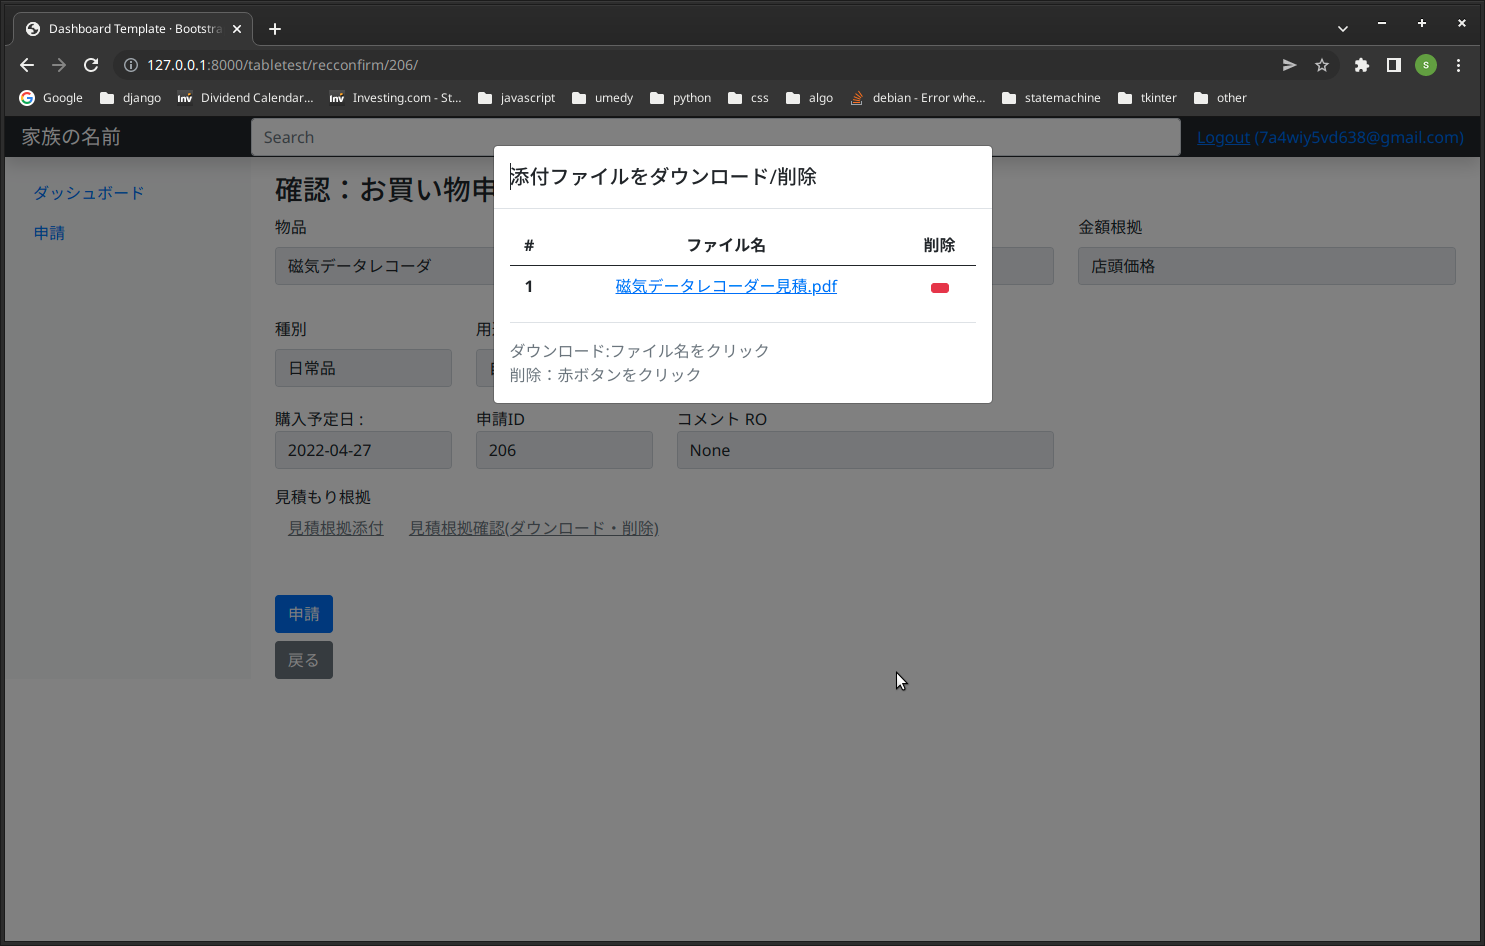 Dashboard Template · Bootstra
127.0.0.1:8000/tabletest/recconfirm/206/
Google django Dividend Calendar... Investing.com - St... javascript umedy python css algo debian - Error whe... statemachine tkinter other
家族の名前 Search Logout (7a4wiy5vd638@gmail.com)
ダッシュボード
申請
確認：お買い物申
物品 金額根拠
磁気データレコーダ 店頭価格
種別 用
日常品
購入予定日 : 申請ID コメント RO
2022-04-27 206 None
見積もり根拠
見積根拠添付 見積根拠確認(ダウンロード・削除)
申請
戻る
添付ファイルをダウンロード/削除
# ファイル名 削除
1 磁気データレコーダー見積.pdf
ダウンロード:ファイル名をクリック
削除：赤ボタンをクリック